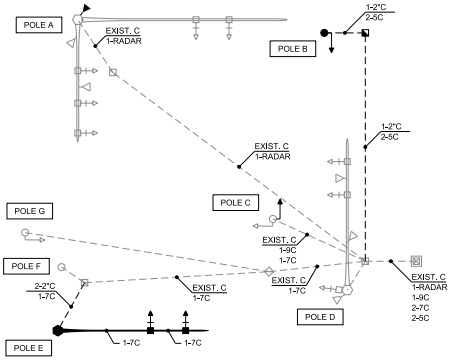 POLE A
EXIST. C
1-RADAR
1-2"C
2-5C
POLE B
1-2"C
2-5C
EXIST. C
1-RADAR
POLE C
POLE G
EXIST. C
1-9C
1-7C
POLE F
EXIST. C
1-7C
EXIST. C
1-7C
EXIST. C
1-RADAR
1-9C
2-7C
2-5C
2-2"C
1-7C
POLE D
POLE E
1-7C
1-7C